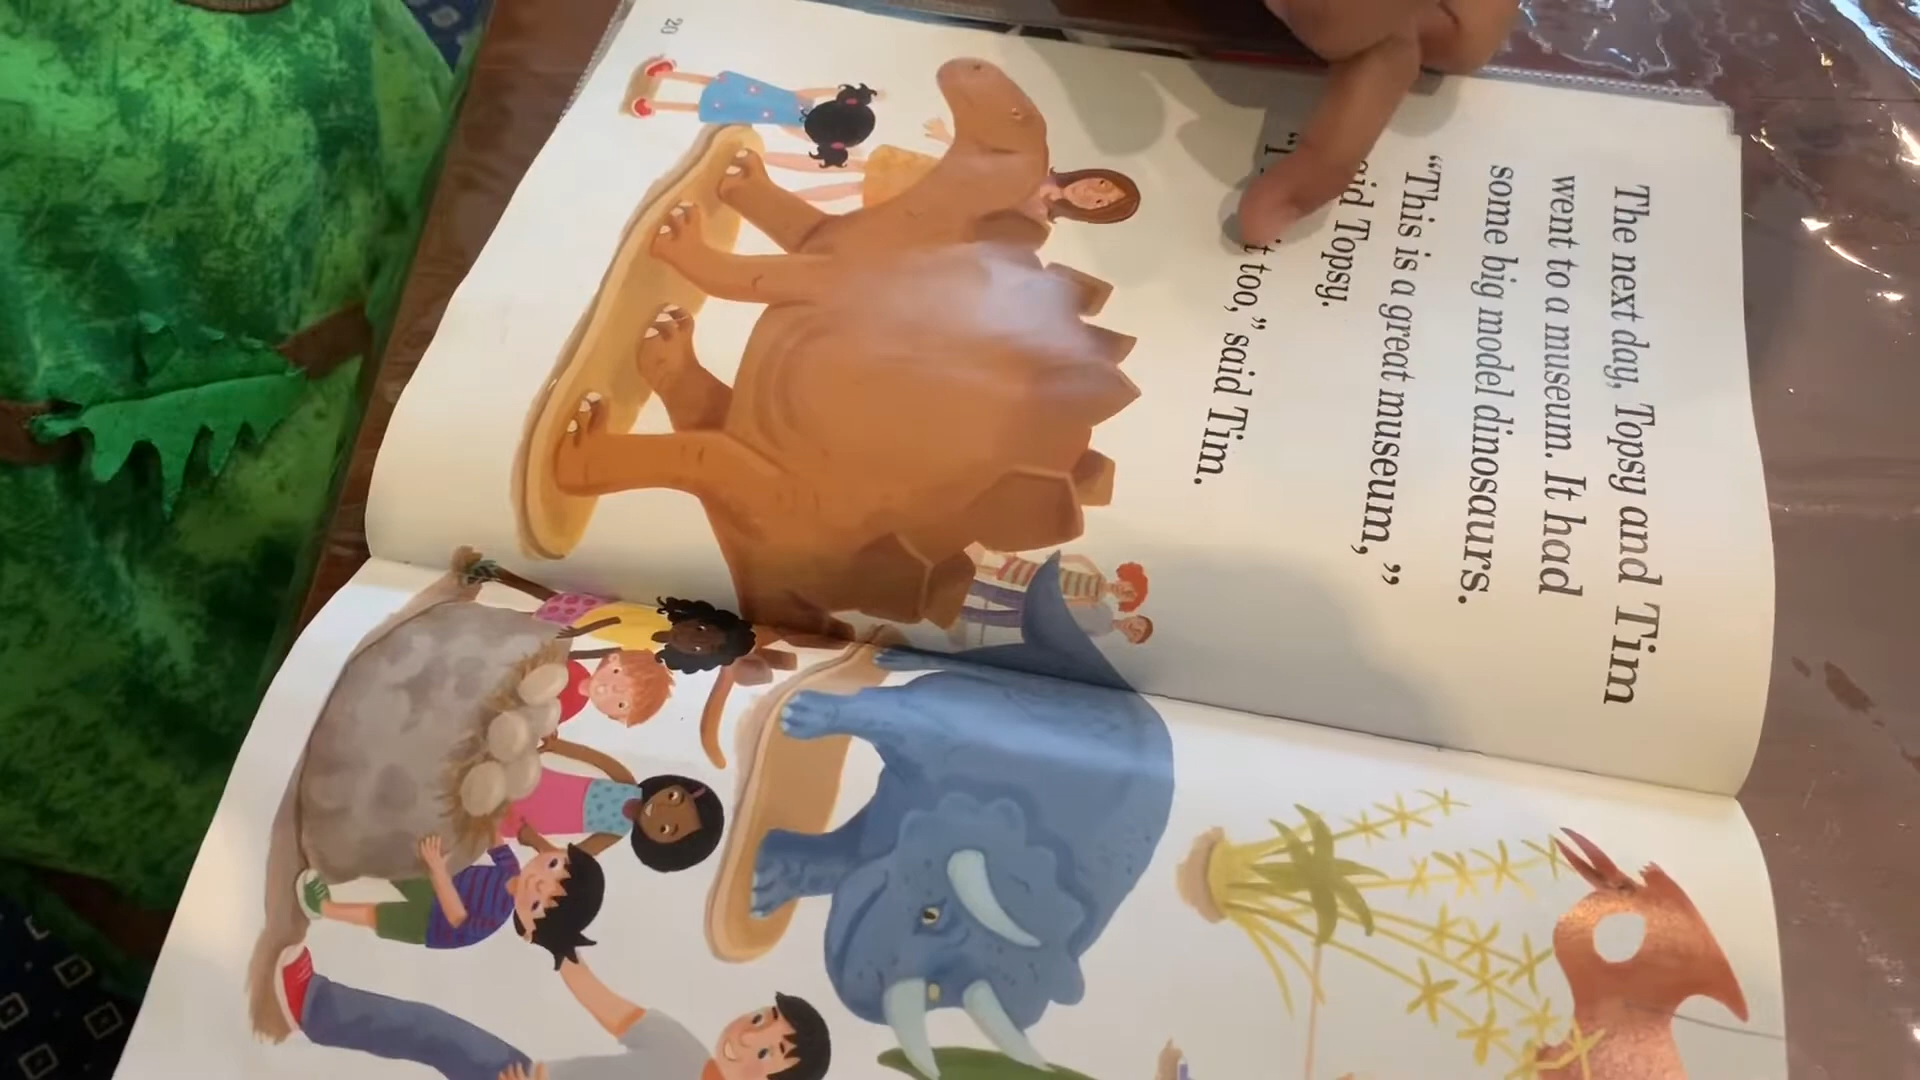 The next day, Topsy and Tim
went to a museum. It had
some big model dinosaurs.
“This is a great museum,”
said Topsy.
“I it too,” said Tim.
20